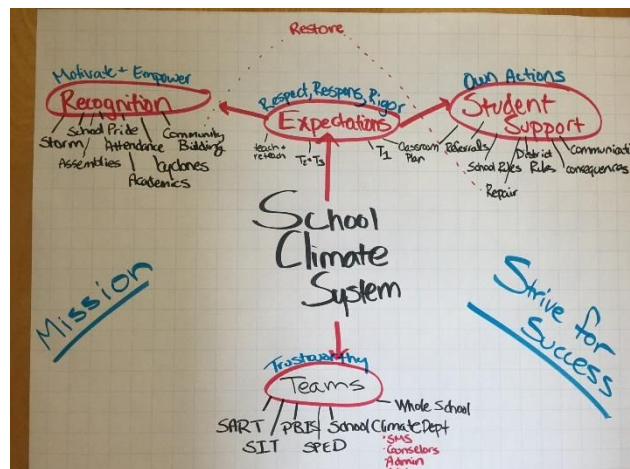 Restore
Motivate + Empower
Recognition
Storm
School Pride
Assemblies
Attendance
Academics
Community
Building
Cyclones
Respect, Respons, Rigor
Expectations
teach +
reteach
T2 + T3
T1
Own Actions
Student
Support
Classroom
Plan
Referrals
School Rules
Repair
District
Rules
Communicati
consequences
School
Climate
System
Mission
Strive for
Success
Trustworthy
Teams
SART
SIT
PBIS
SPED
School Climate Dept
• SMS
• Counselors
• Admin
Whole School